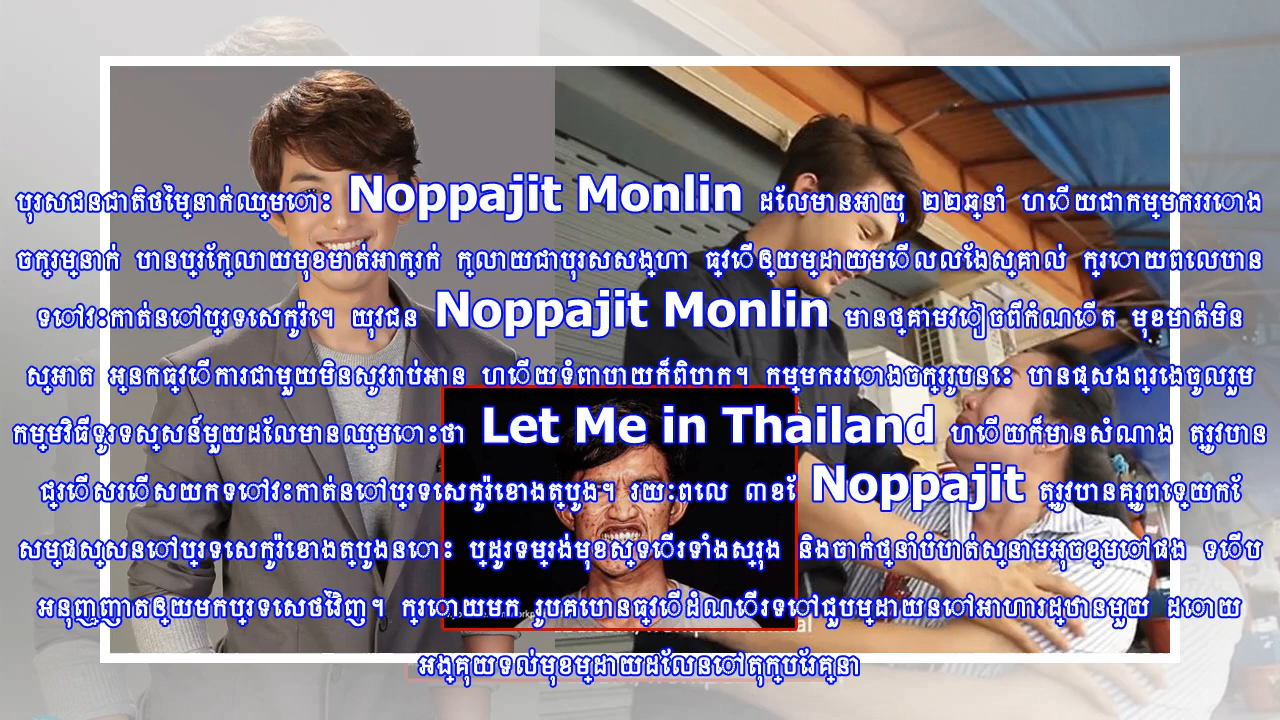 បុរសជនជាតិថៃម្នាក់ឈ្មោះ Noppajit Monlin ដែលមានអាយុ ២២ឆ្នាំ ហើយជាកម្មកររោង
ចក្រម្នាក់ បានប្រែក្លាយមុខមាត់អាក្រក់ ក្លាយជាបុរសសង្ហា ធ្វើឲ្យម្ដាយមើលលែងស្គាល់ ក្រោយពេលបាន
ទៅវះកាត់នៅប្រទេសកូរ៉េ។ យុវជន Noppajit Monlin មានថ្គាមវៀចពីកំណើត មុខមាត់មិន
ស្អាត អ្នកធ្វើការជាមួយមិនសូវរាប់អាន ហើយទំពាហាយក៏ពិបាក។ កម្មកររោងចក្ររូបនេះ បានផ្សងព្រេងចូលរួម
កម្មវិធីទូរទស្សន៍មួយដែលមានឈ្មោះថា Let Me in Thailand ហើយក៏មានសំណាង ត្រូវបាន
ជ្រើសរើសយកទៅវះកាត់នៅប្រទេសកូរ៉េខាងត្បូង។ រយៈពេល ៣ខែ Noppajit ត្រូវបានគ្រូពេទ្យកែ
សម្ផស្សនៅប្រទេសកូរ៉េខាងត្បូងនោះ ប្ដូរទម្រង់មុខស្ទើរទាំងស្រុង និងចាក់ថ្នាំបំបាត់ស្នាមអុចខ្មៅផង ទើប
អនុញ្ញាតឲ្យមកប្រទេសថៃវិញ។ ក្រោយមក រូបគេបានធ្វើដំណើរទៅជួបម្ដាយនៅអាហារដ្ឋានមួយ ដោយ
អង្គុយទល់មុខម្ដាយដែលនៅតុក្បែរគ្នា